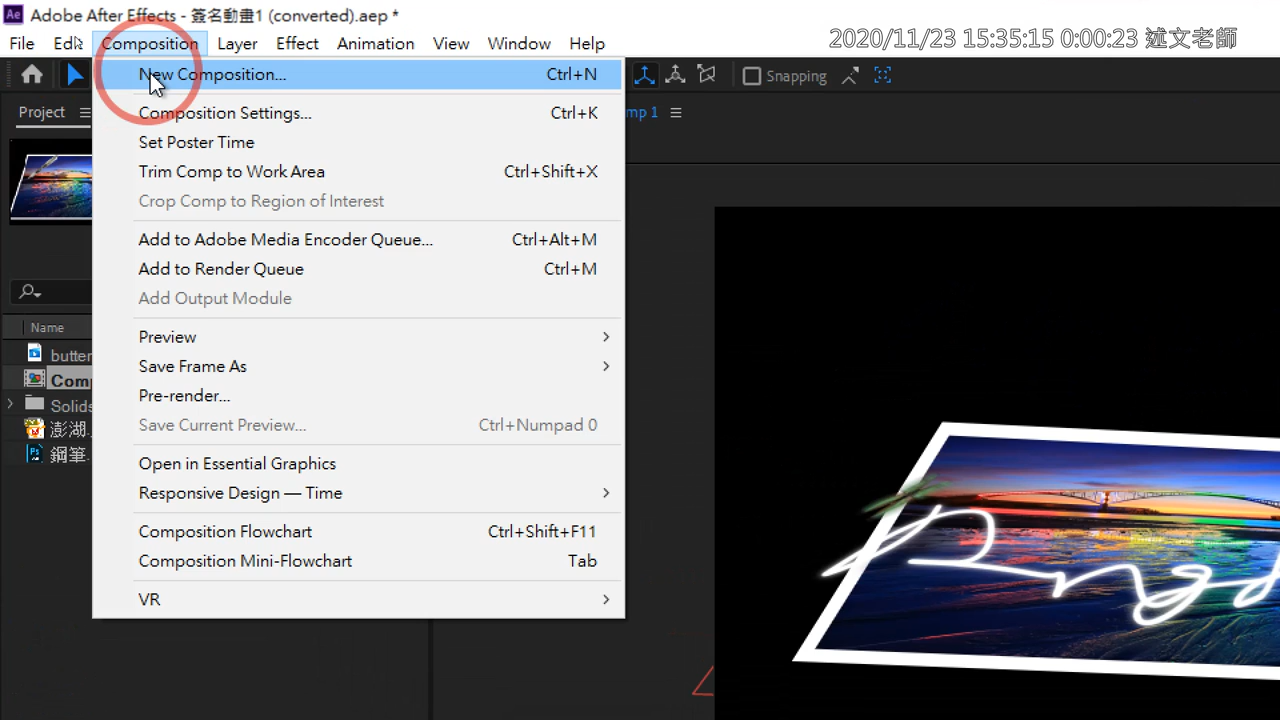 Adobe After Effects - 簽名動畫1 (converted).aep *
File Edit Composition Layer Effect Animation View Window Help
2020/11/23 15:35:15 0:00:23 述文老師
New Composition... Ctrl+N
Snapping
Project
Composition Settings... Ctrl+K
mp 1
Set Poster Time
Trim Comp to Work Area Ctrl+Shift+X
Crop Comp to Region of Interest
Add to Adobe Media Encoder Queue... Ctrl+Alt+M
Add to Render Queue Ctrl+M
Add Output Module
Name
Preview
butter
Save Frame As
Comp
Pre-render...
Solids
Save Current Preview... Ctrl+Numpad 0
澎湖.
鋼筆.
Open in Essential Graphics
Responsive Design — Time
Composition Flowchart Ctrl+Shift+F11
Composition Mini-Flowchart Tab
VR